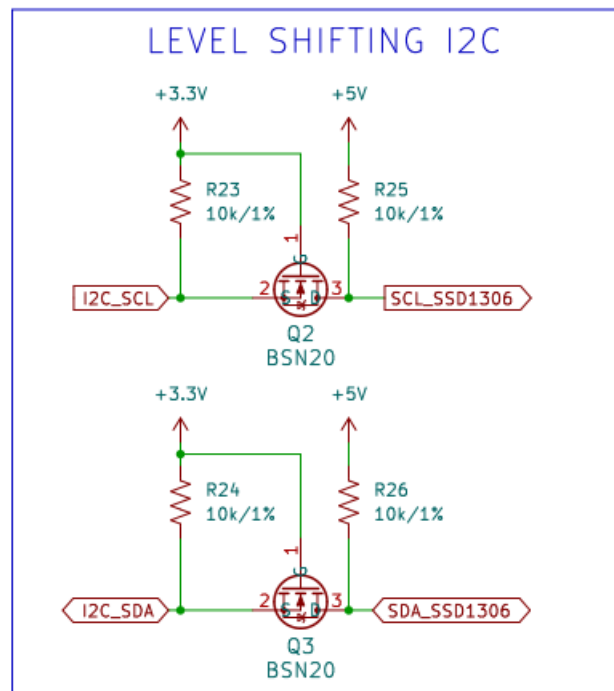 LEVEL SHIFTING I2C
+3.3V
+5V
R23
10k/1%
R25
10k/1%
1
G
I2C_SCL
2
S
D
3
SCL_SSD1306
Q2
BSN20
+3.3V
+5V
R24
10k/1%
R26
10k/1%
1
G
I2C_SDA
2
S
D
3
SDA_SSD1306
Q3
BSN20